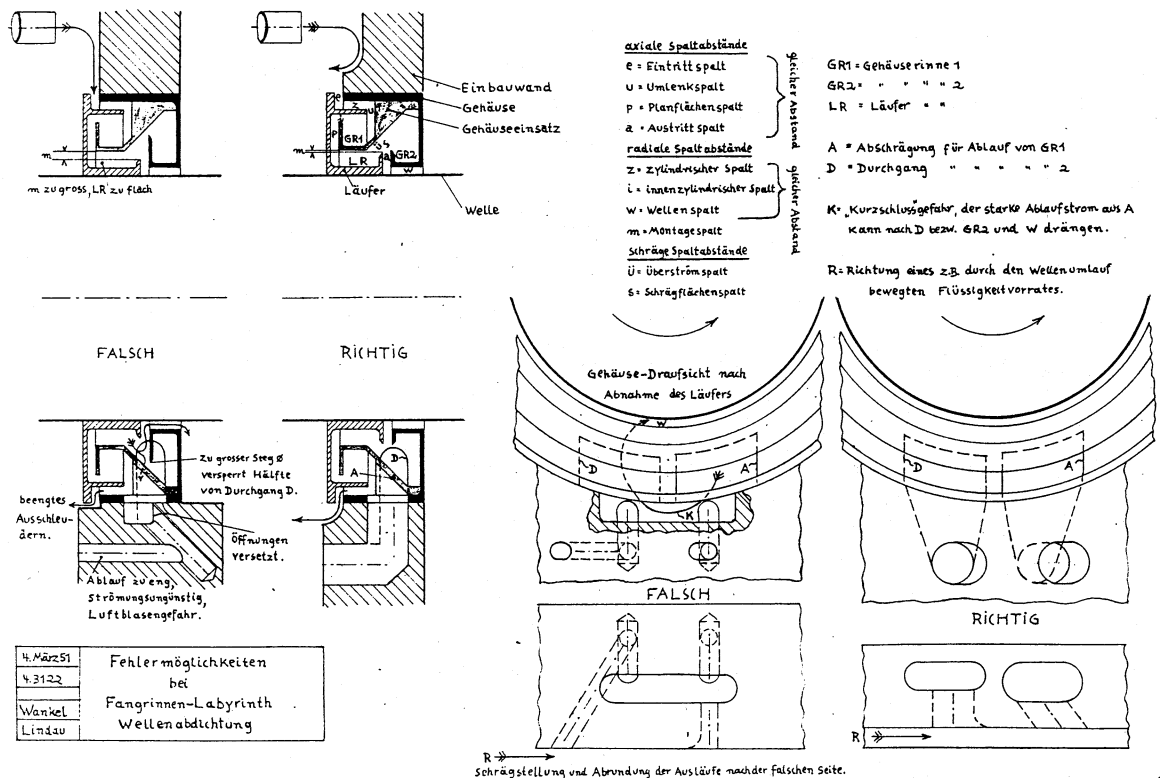 axiale Spaltabstände
e = Eintrittspalt
u = Umlenkspalt
p = Planflächenspalt
a = Austrittspalt
gleicher Abstand
radiale Spaltabstände
z = zylindrischer Spalt
i = innenzylindrischer Spalt
w = Wellenspalt
gleicher Abstand
m = Montagespalt
Schräge Spaltabstände
Ü = Überströmspalt
S = Schrägflächenspalt
GR1 = Gehäuserinne 1
GR2 = " " " " 2
LR = Läufer " "
A = Abschrägung für Ablauf von GR1
D = Durchgang " " " " 2
K = „Kurzschluss"gefahr, der starke Ablaufstrom aus A
kann nach D bezw. GR2 und W drängen.
R = Richtung eines z.B. durch den Wellenumlauf
bewegten Flüssigkeitvorrates.
m
m zu gross, LR zu flach
e
z
u
ü
p
GR1
i
s
m
LR
a
GR2
w
Einbauwand
Gehäuse
Gehäuseeinsatz
Läufer
Welle
FALSCH
RICHTIG
zu grosser Steg Ø
versperrt Hälfte
von Durchgang D.
beengtes
Ausschleu-
dern.
Öffnungen
versetzt.
Ablauf zu eng,
Strömungsungünstig,
Luftblasengefahr.
D
A
Gehäuse-Draufsicht nach
Abnahme des Läufers
W
D
A
K
FALSCH
D
A
RICHTIG
R
Schrägstellung und Abrundung der Ausläufe nach der falschen Seite.
R
4. März 51
4.3122
Wankel
Lindau
Fehlermöglichkeiten
bei
Fangrinnen-Labyrinth
Wellenabdichtung